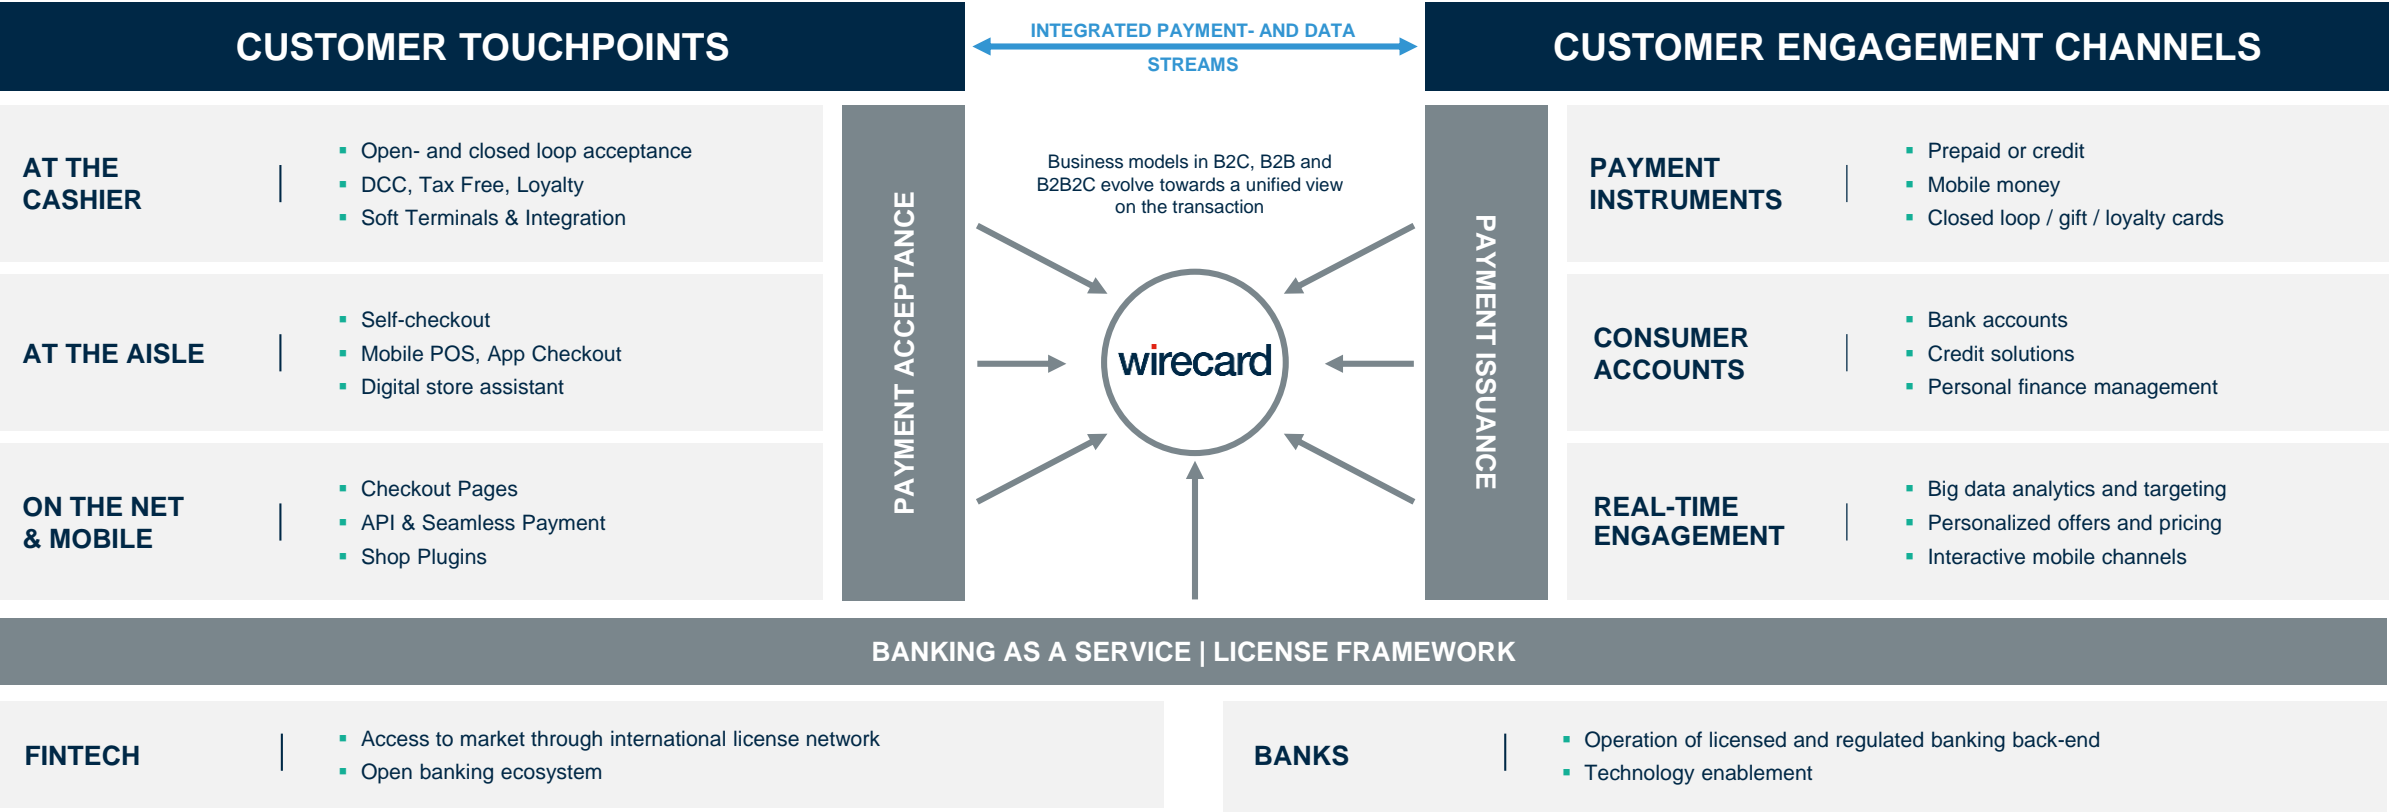 CUSTOMER TOUCHPOINTS
INTEGRATED PAYMENT- AND DATA
STREAMS
CUSTOMER ENGAGEMENT CHANNELS
AT THE
CASHIER
▪ Open- and closed loop acceptance
▪ DCC, Tax Free, Loyalty
▪ Soft Terminals & Integration
AT THE AISLE
▪ Self-checkout
▪ Mobile POS, App Checkout
▪ Digital store assistant
ON THE NET
& MOBILE
▪ Checkout Pages
▪ API & Seamless Payment
▪ Shop Plugins
PAYMENT ACCEPTANCE
Business models in B2C, B2B and
B2B2C evolve towards a unified view
on the transaction
wirecard
PAYMENT ISSUANCE
PAYMENT
INSTRUMENTS
▪ Prepaid or credit
▪ Mobile money
▪ Closed loop / gift / loyalty cards
CONSUMER
ACCOUNTS
▪ Bank accounts
▪ Credit solutions
▪ Personal finance management
REAL-TIME
ENGAGEMENT
▪ Big data analytics and targeting
▪ Personalized offers and pricing
▪ Interactive mobile channels
BANKING AS A SERVICE | LICENSE FRAMEWORK
FINTECH
▪ Access to market through international license network
▪ Open banking ecosystem
BANKS
▪ Operation of licensed and regulated banking back-end
▪ Technology enablement